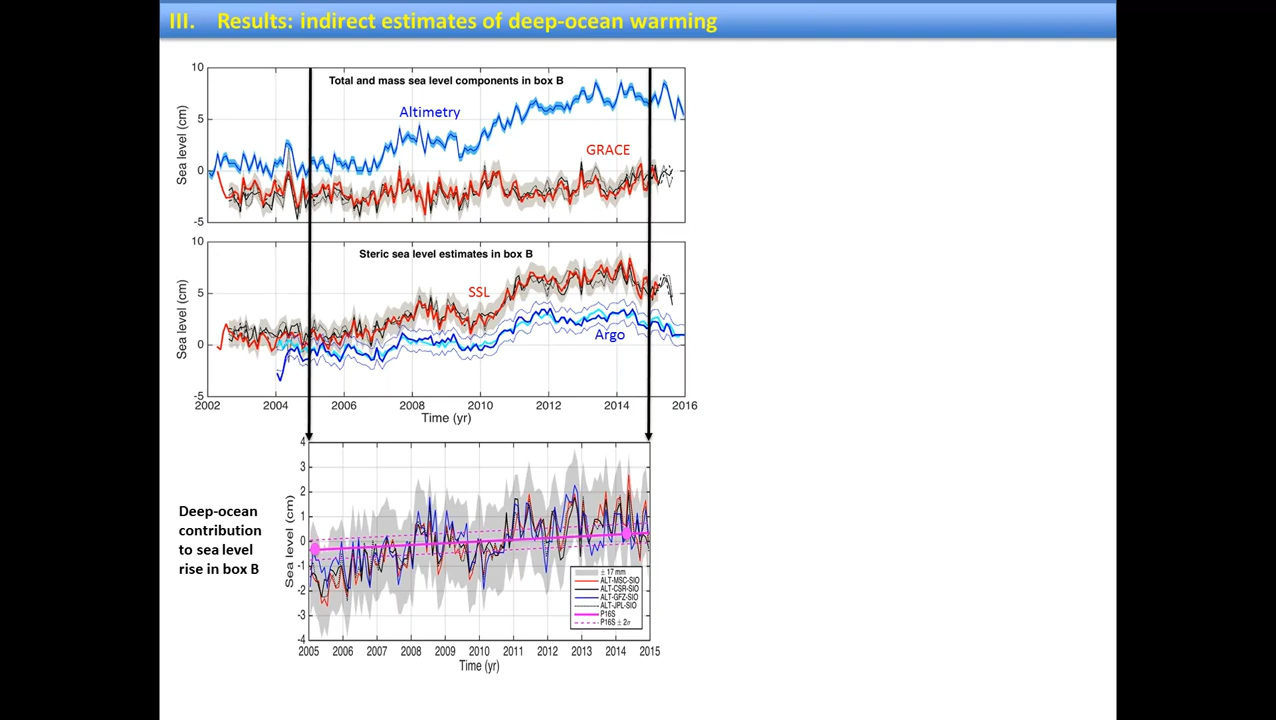 III. Results: indirect estimates of deep-ocean warming
10
5
0
-5
Sea level (cm)
Total and mass sea level components in box B
Altimetry
GRACE
10
5
0
-5
Sea level (cm)
Steric sea level estimates in box B
SSL
Argo
2002 2004 2006 2008 2010 2012 2014 2016
Time (yr)
Deep-ocean
contribution
to sea level
rise in box B
4
3
2
1
0
-1
-2
-3
-4
Sea level (cm)
± 17 mm
ALT-MSC-SIO
ALT-CSR-SIO
ALT-GFZ-SIO
ALT-JPL-SIO
P16S
P16S ± 2σ
2005 2006 2007 2008 2009 2010 2011 2012 2013 2014 2015
Time (yr)